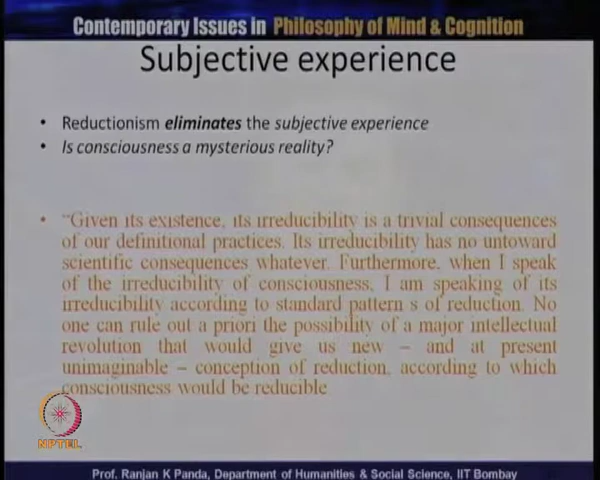 Contemporary Issues in Philosophy of Mind & Cognition
Subjective experience
• Reductionism eliminates the subjective experience
• Is consciousness a mysterious reality?
• "Given its existence, its irreducibility is a trivial consequences
of our definitional practices. Its irreducibility has no untoward
scientific consequences whatever. Furthermore, when I speak
of the irreducibility of consciousness, I am speaking of its
irreducibility according to standard pattern s of reduction. No
one can rule out a priori the possibility of a major intellectual
revolution that would give us new – and at present
unimaginable – conception of reduction, according to which
consciousness would be reducible
NPTEL
Prof. Ranjan K Panda, Department of Humanities & Social Science, IIT Bombay